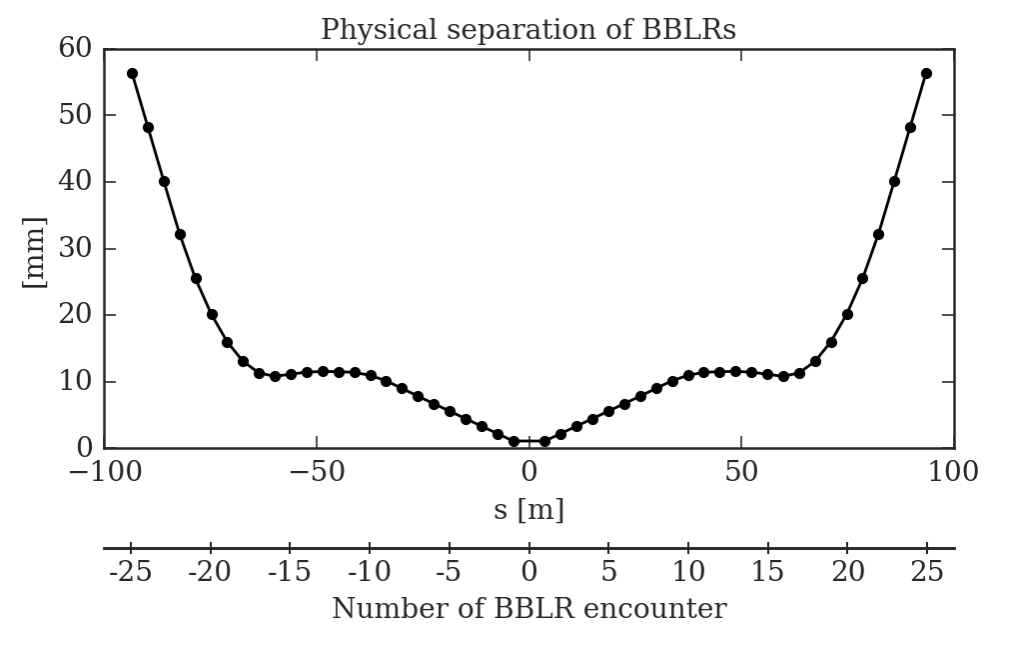 Physical separation of BBLRs
60
50
40
30
20
10
0
[mm]
−100 −50 0 50 100
s [m]
-25 -20 -15 -10 -5 0 5 10 15 20 25
Number of BBLR encounter